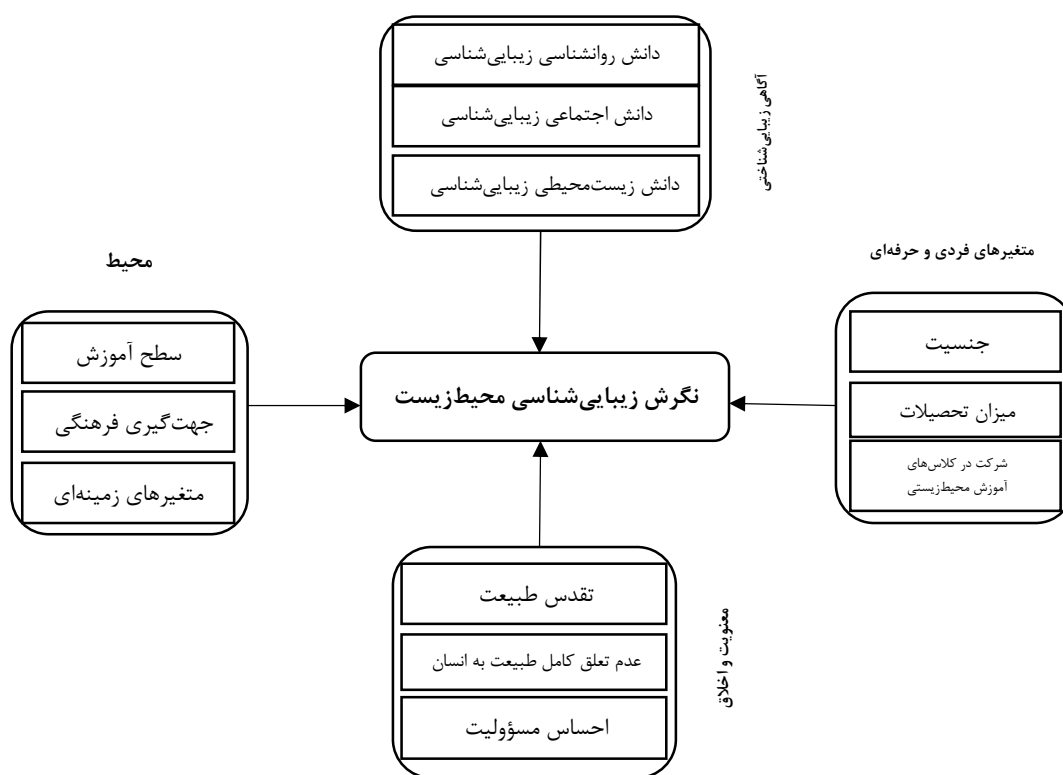 دانش روانشناسی زیبایی‌شناسی
دانش اجتماعی زیبایی‌شناسی
دانش زیست‌محیطی زیبایی‌شناسی
آگاهی زیبایی‌شناختی
متغیرهای فردی و حرفه‌ای
جنسیت
میزان تحصیلات
شرکت در کلاس‌های
آموزش محیط‌زیستی
نگرش زیبایی‌شناسی محیط‌زیست
محیط
سطح آموزش
جهت‌گیری فرهنگی
متغیرهای زمینه‌ای
تقدس طبیعت
عدم تعلق کامل طبیعت به انسان
احساس مسؤولیت
معنویت و اخلاق